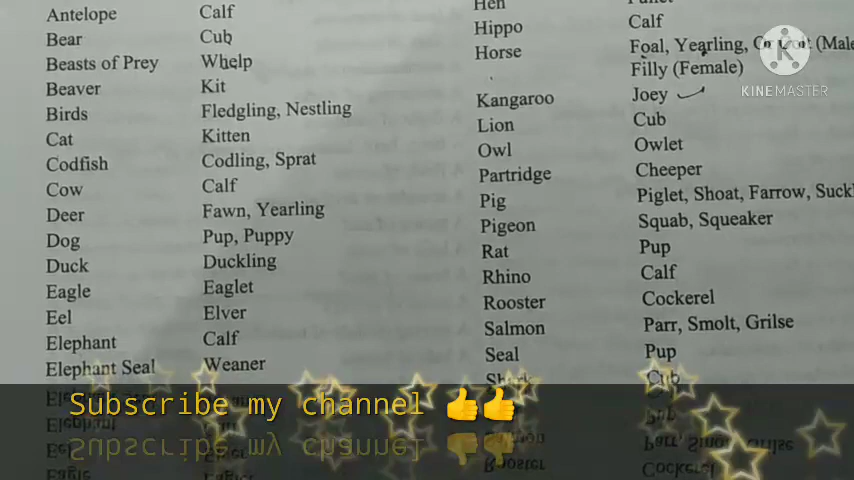 Antelope Calf
Bear Cub
Beasts of Prey Whelp
Beaver Kit
Birds Fledgling, Nestling
Cat Kitten
Codfish Codling, Sprat
Cow Calf
Deer Fawn, Yearling
Dog Pup, Puppy
Duck Duckling
Eagle Eaglet
Eel Elver
Elephant Calf
Elephant Seal Weaner
Hen
Hippo Calf
Horse Foal, Yearling, (Male
Filly (Female)
Kangaroo Joey
Lion Cub
Owl Owlet
Partridge Cheeper
Pig Piglet, Shoat, Farrow, Suckl
Pigeon Squab, Squeaker
Rat Pup
Rhino Calf
Rooster Cockerel
Salmon Parr, Smolt, Grilse
Seal Pup
Cub
KINEMASTER
Subscribe my channel 👍👍